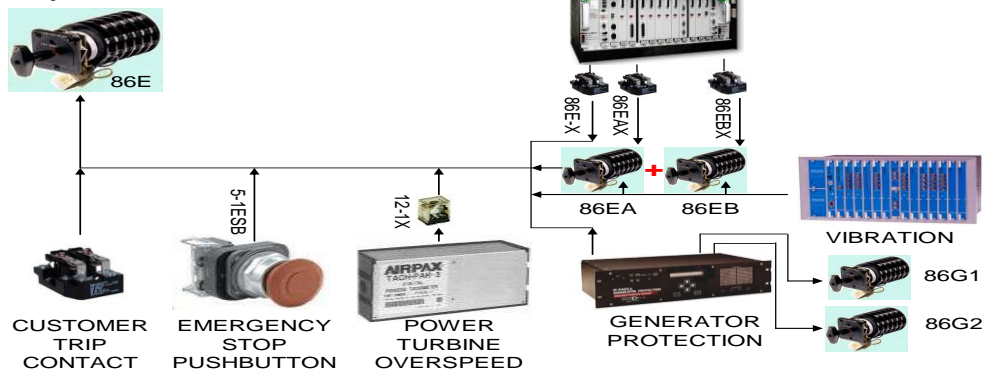 86E
86E-X
86EAX
86EBX
86EA
+
86EB
VIBRATION
5-1ESB
12-1X
AIRPAX
TACH-PAK-3
86G1
86G2
CUSTOMER
TRIP
CONTACT
EMERGENCY
STOP
PUSHBUTTON
POWER
TURBINE
OVERSPEED
GENERATOR
PROTECTION